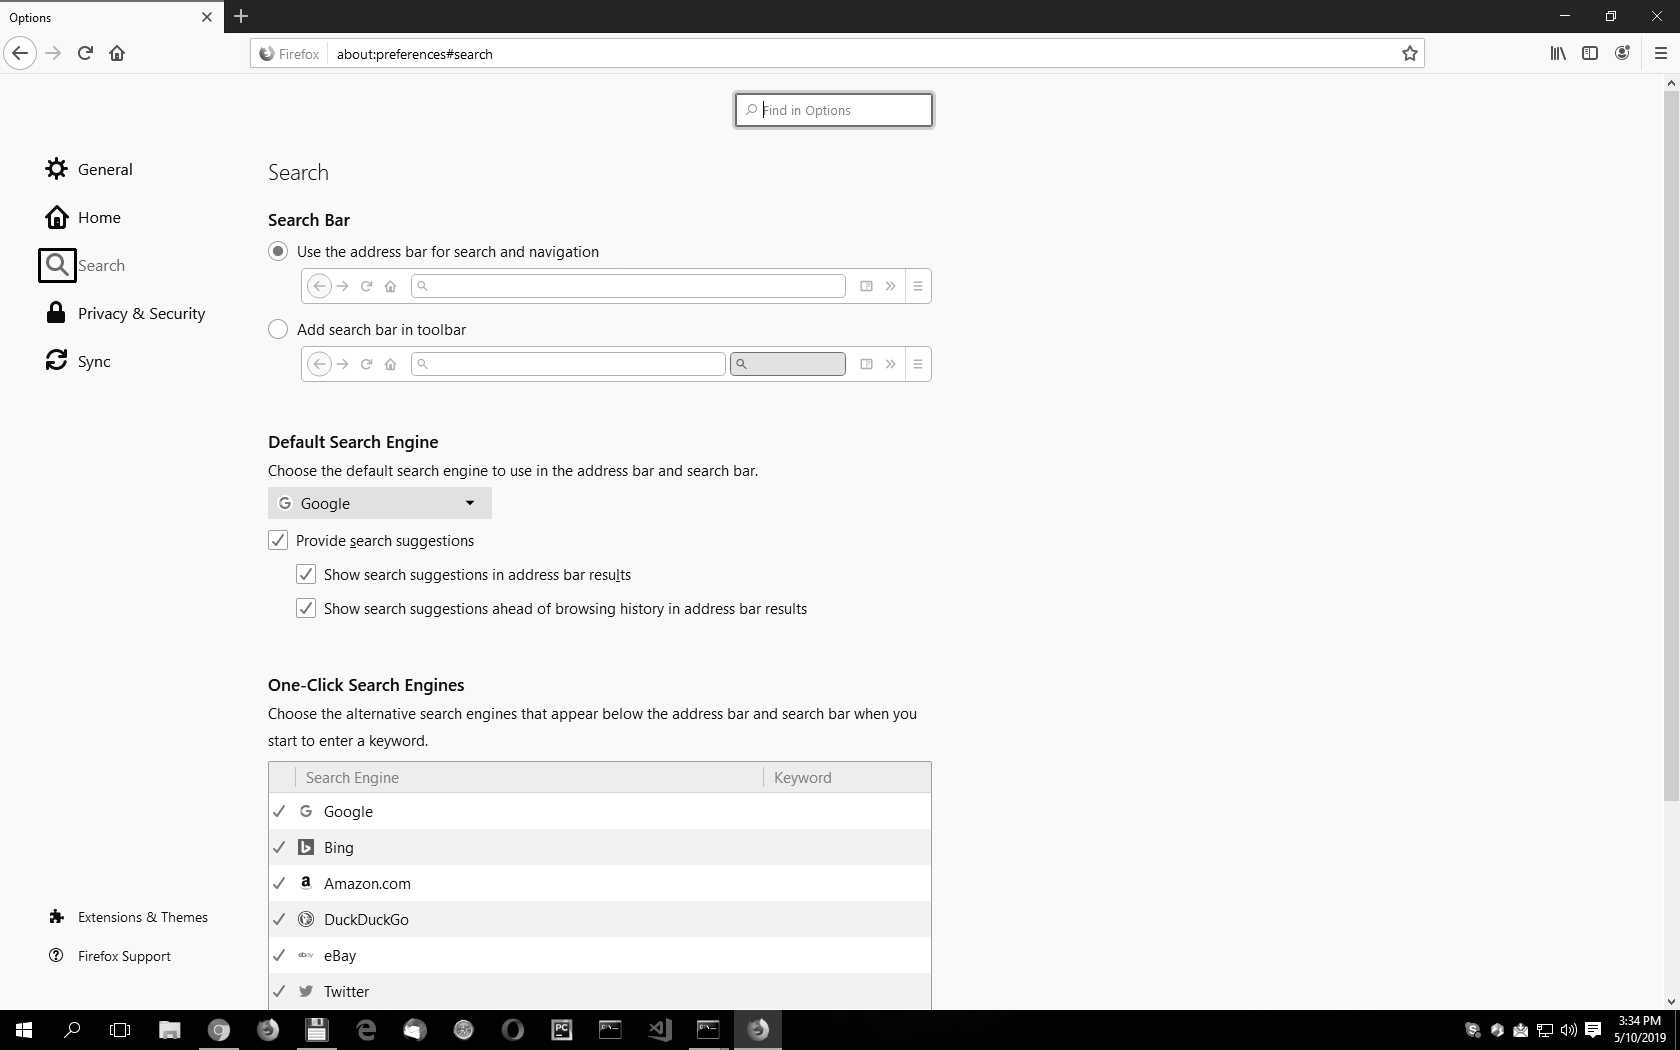 Options
Firefox
about:preferences#search
Find in Options
General
Home
Search
Privacy & Security
Sync
Extensions & Themes
Firefox Support
Search
Search Bar
Use the address bar for search and navigation
Add search bar in toolbar
Default Search Engine
Choose the default search engine to use in the address bar and search bar.
Google
Provide search suggestions
Show search suggestions in address bar results
Show search suggestions ahead of browsing history in address bar results
One-Click Search Engines
Choose the alternative search engines that appear below the address bar and search bar when you
start to enter a keyword.
Search Engine Keyword
Google
Bing
Amazon.com
DuckDuckGo
eBay
Twitter
3:34 PM
5/10/2019